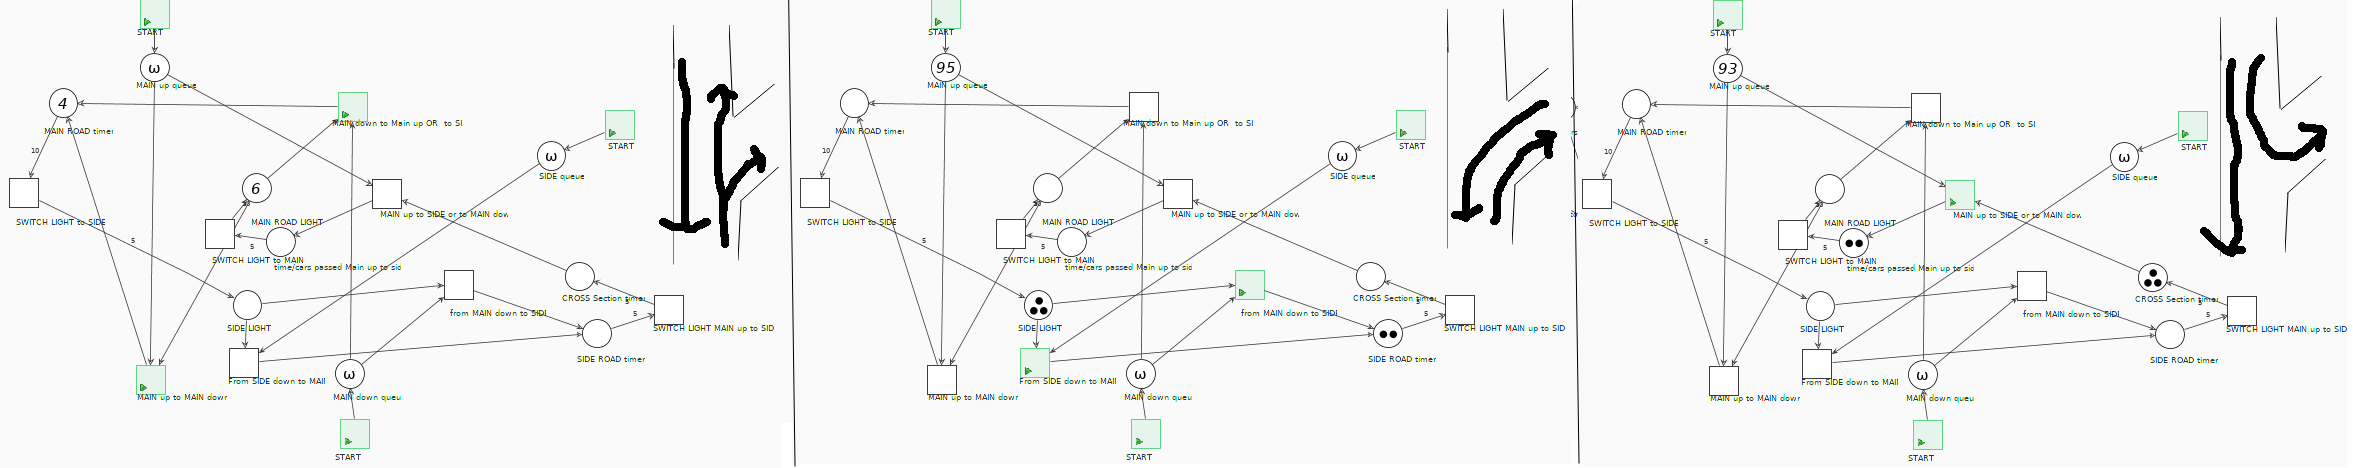 START
ω
MAIN up queue
4
MAIN ROAD timer
MAIN down to Main up OR to SI
START
10
ω
SIDE queue
6
SWITCH LIGHT to SIDE
MAIN ROAD LIGHT
MAIN up to SIDE or to MAIN dow
5
5
SWITCH LIGHT to MAIN
time/cars passed Main up to sid
CROSS Section timer
SIDE LIGHT
from MAIN down to SIDI
5
SWITCH LIGHT MAIN up to SID
SIDE ROAD timer
From SIDE down to MAII
ω
MAIN up to MAIN down
MAIN down queu
START
START
95
MAIN up queue
MAIN ROAD timer
MAIN down to Main up OR to SI
START
10
ω
SIDE queue
SWITCH LIGHT to SIDE
MAIN ROAD LIGHT
MAIN up to SIDE or to MAIN dow
5
5
SWITCH LIGHT to MAIN
time/cars passed Main up to sid
CROSS Section timer
SIDE LIGHT
from MAIN down to SIDI
5
SWITCH LIGHT MAIN up to SID
SIDE ROAD timer
From SIDE down to MAII
ω
MAIN up to MAIN down
MAIN down queu
START
START
93
MAIN up queue
MAIN ROAD timer
MAIN down to Main up OR to SI
START
10
ω
SIDE queue
SWITCH LIGHT to SIDE
MAIN ROAD LIGHT
MAIN up to SIDE or to MAIN dow
5
5
SWITCH LIGHT to MAIN
time/cars passed Main up to sid
CROSS Section timer
SIDE LIGHT
from MAIN down to SIDI
5
SWITCH LIGHT MAIN up to SID
SIDE ROAD timer
From SIDE down to MAII
ω
MAIN up to MAIN down
MAIN down queu
START